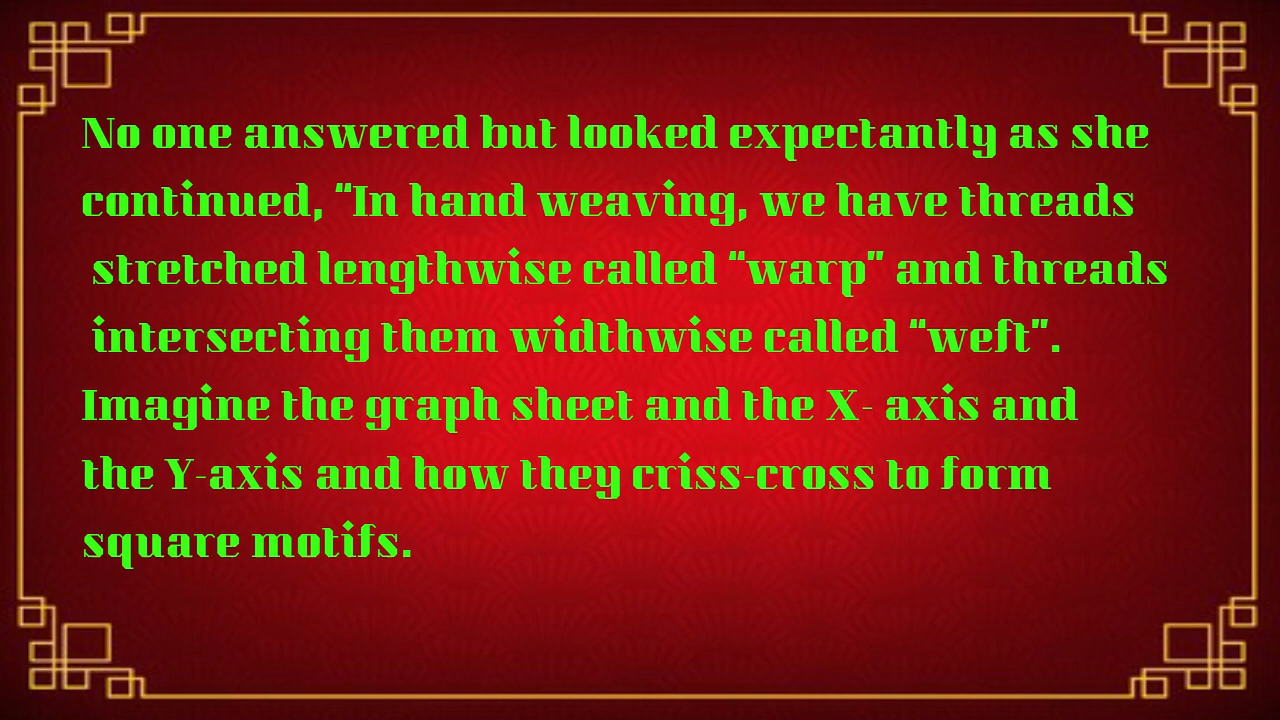 No one answered but looked expectantly as she
continued, “In hand weaving, we have threads
stretched lengthwise called “warp” and threads
intersecting them widthwise called “weft”.
Imagine the graph sheet and the X- axis and
the Y-axis and how they criss-cross to form
square motifs.